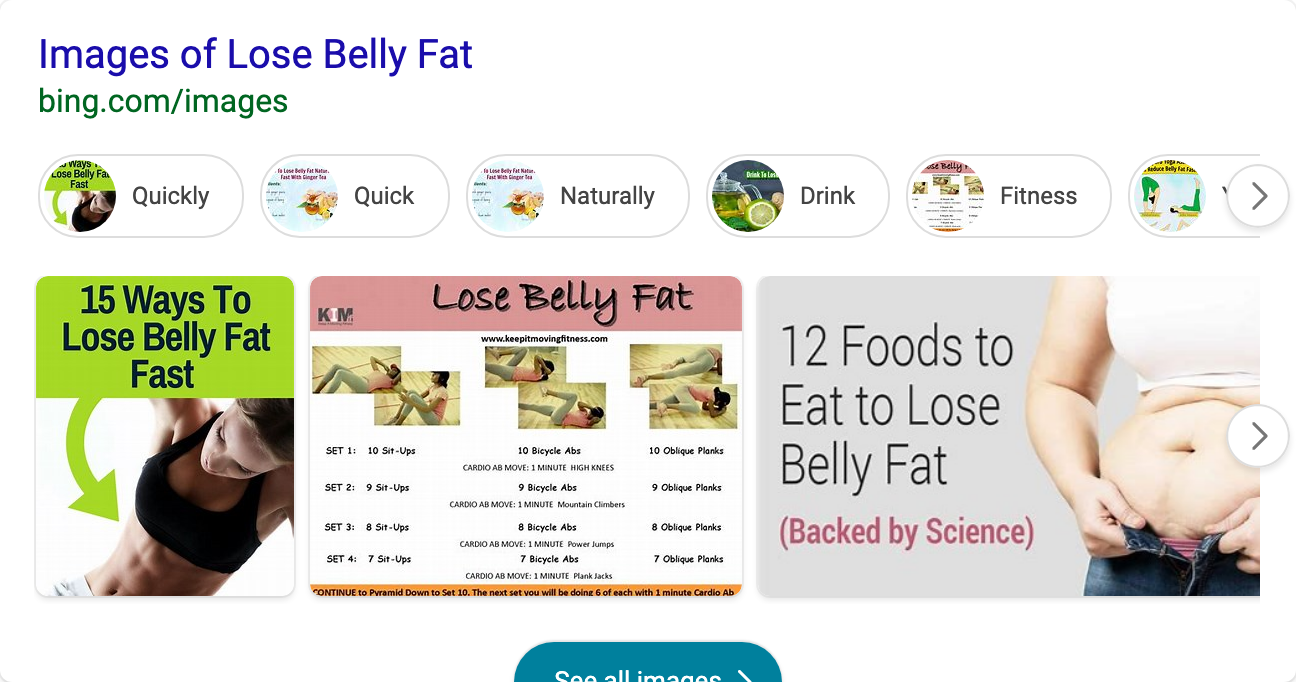 Images of Lose Belly Fat
bing.com/images
Quickly
Quick
Naturally
Drink
Fitness
15 Ways To
Lose Belly Fat
Fast
Lose Belly Fat
KIM
www.keepitmovingfitness.com
SET 1: 10 Sit-Ups 10 Bicycle Abs 10 Oblique Planks
CARDIO AB MOVE: 1 MINUTE HIGH KNEES
SET 2: 9 Sit-Ups 9 Bicycle Abs 9 Oblique Planks
CARDIO AB MOVE: 1 MINUTE Mountain Climbers
SET 3: 8 Sit-Ups 8 Bicycle Abs 8 Oblique Planks
CARDIO AB MOVE: 1 MINUTE Power Jumps
SET 4: 7 Sit-Ups 7 Bicycle Abs 7 Oblique Planks
CARDIO AB MOVE: 1 MINUTE Plank Jacks
CONTINUE to Pyramid Down to Set 10. The next set you will be doing 6 of each with 1 minute Cardio Ab
12 Foods to
Eat to Lose
Belly Fat
(Backed by Science)
See all images